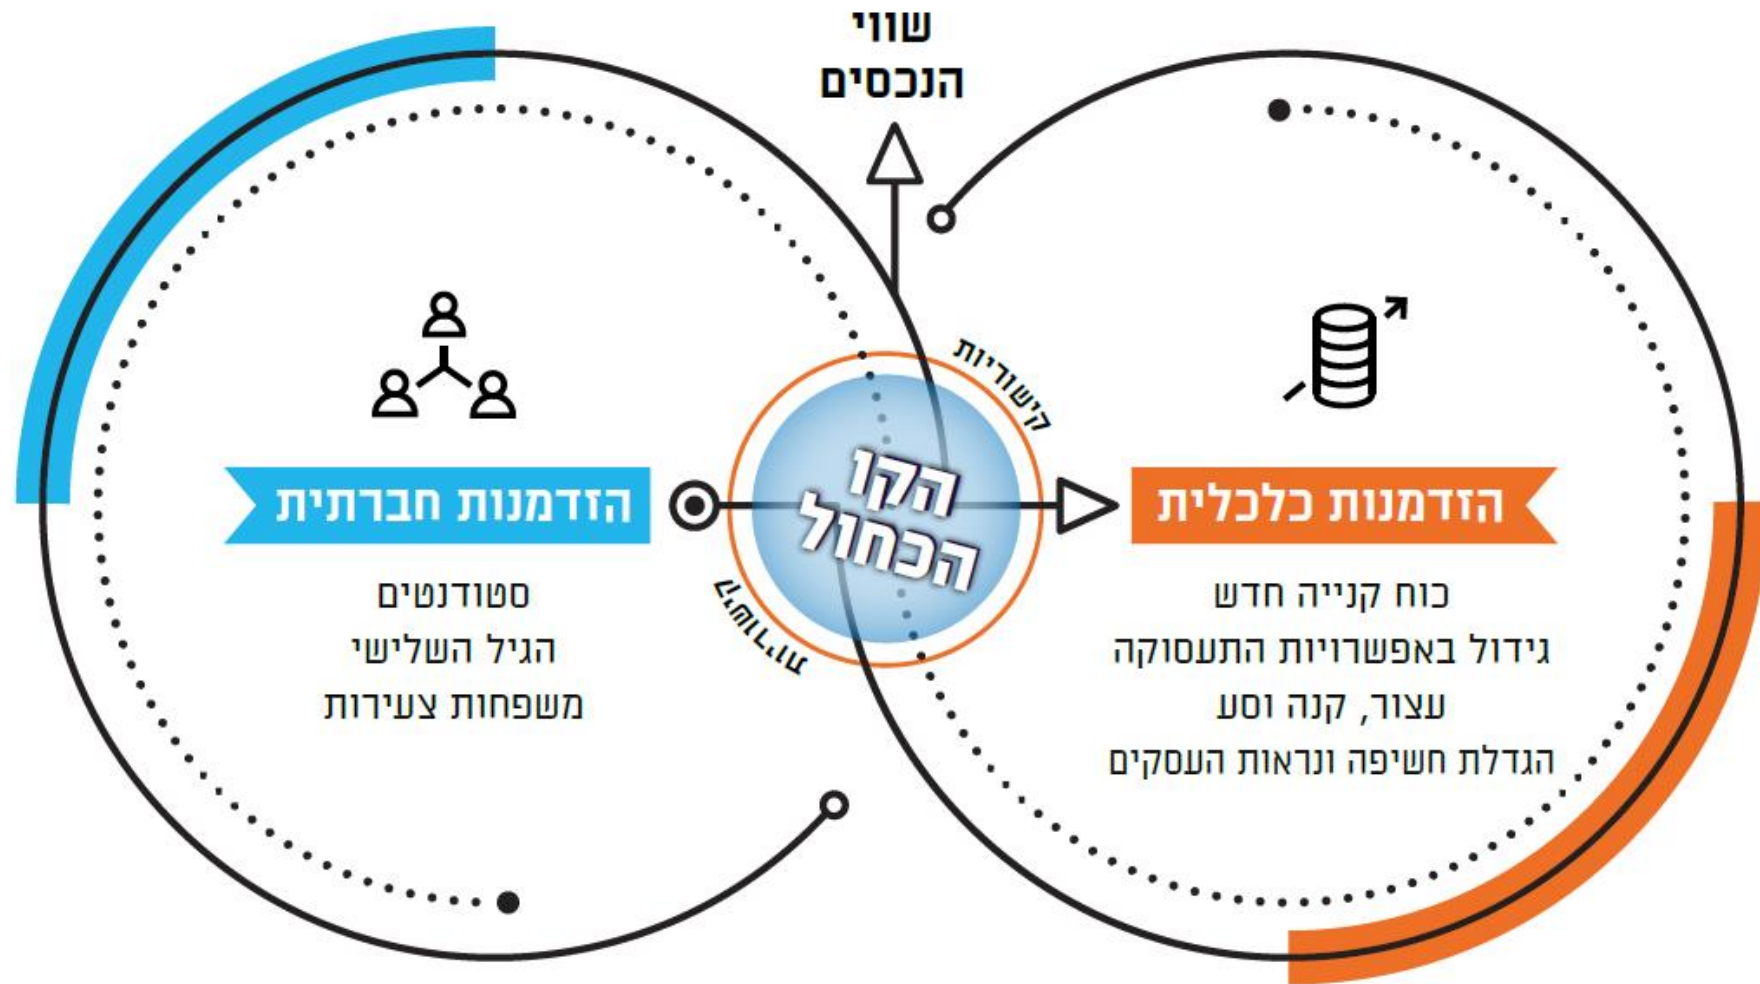 שווי
הנכסים
קישוריות
הקו
הכחול
קישוריות
הזדמנות כלכלית
כוח קנייה חדש
גידול באפשרויות התעסוקה
עצור, קנה וסע
הגדלת חשיפה ונראות העסקים
הזדמנות חברתית
סטודנטים
הגיל השלישי
משפחות צעירות